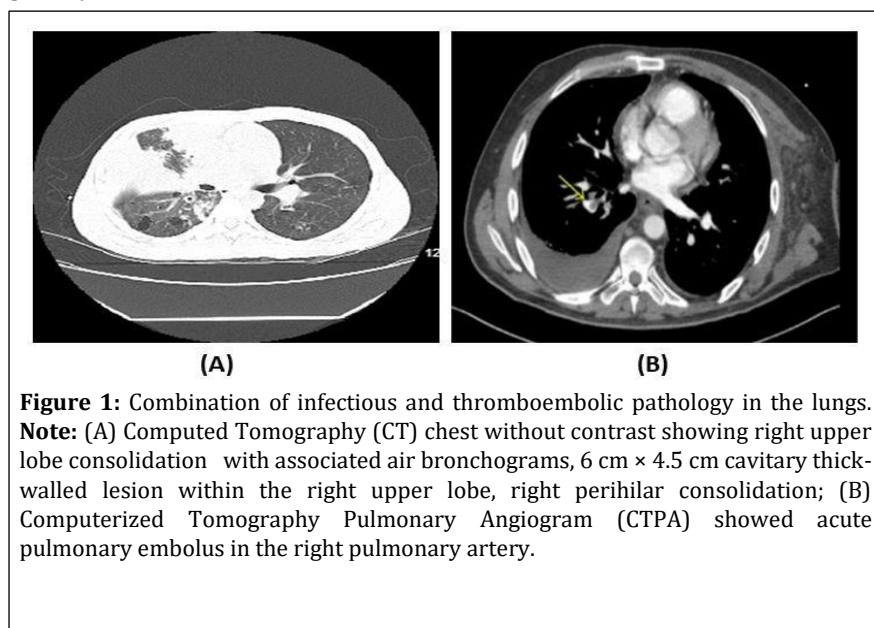 12
(A)
(B)
Figure 1: Combination of infectious and thromboembolic pathology in the lungs.
Note: (A) Computed Tomography (CT) chest without contrast showing right upper
lobe consolidation with associated air bronchograms, 6 cm × 4.5 cm cavitary thick-
walled lesion within the right upper lobe, right perihilar consolidation; (B)
Computerized Tomography Pulmonary Angiogram (CTPA) showed acute
pulmonary embolus in the right pulmonary artery.